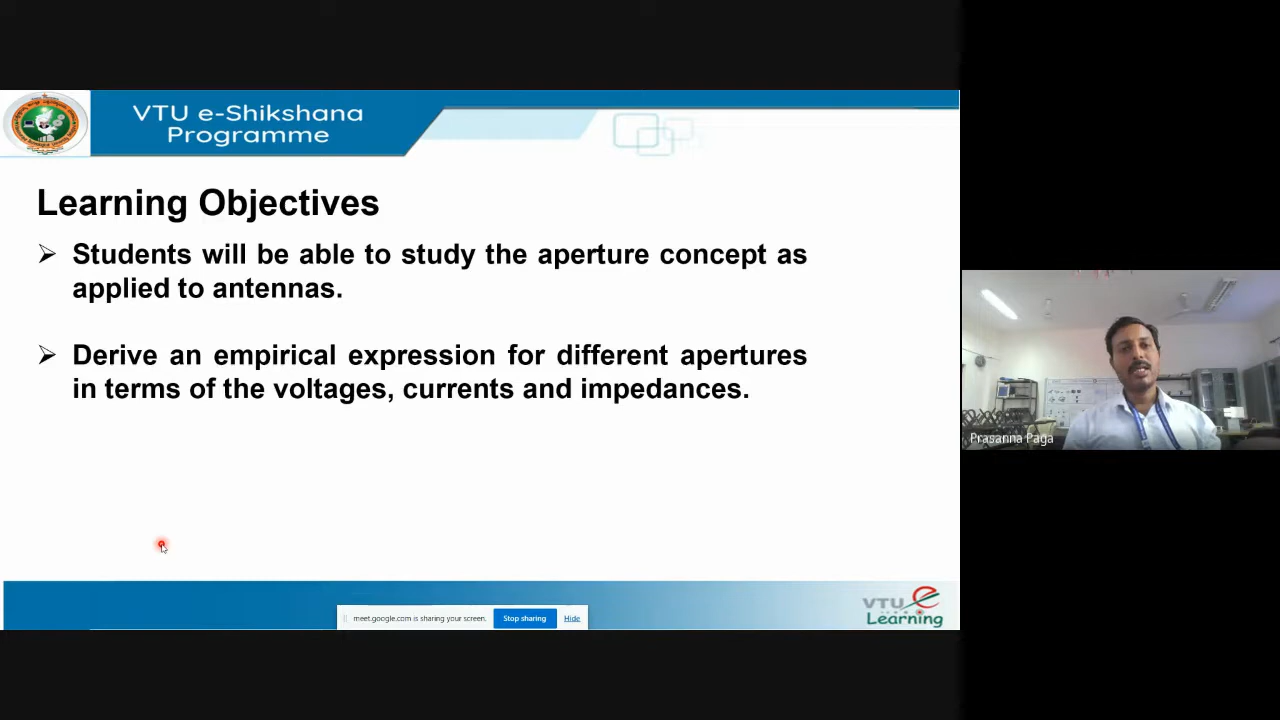 VTU e-Shikshana
Programme
Learning Objectives
➢ Students will be able to study the aperture concept as
applied to antennas.
➢ Derive an empirical expression for different apertures
in terms of the voltages, currents and impedances.
Prasanna Paga
meet.google.com is sharing your screen.
Stop sharing
Hide
VTU e
Learning